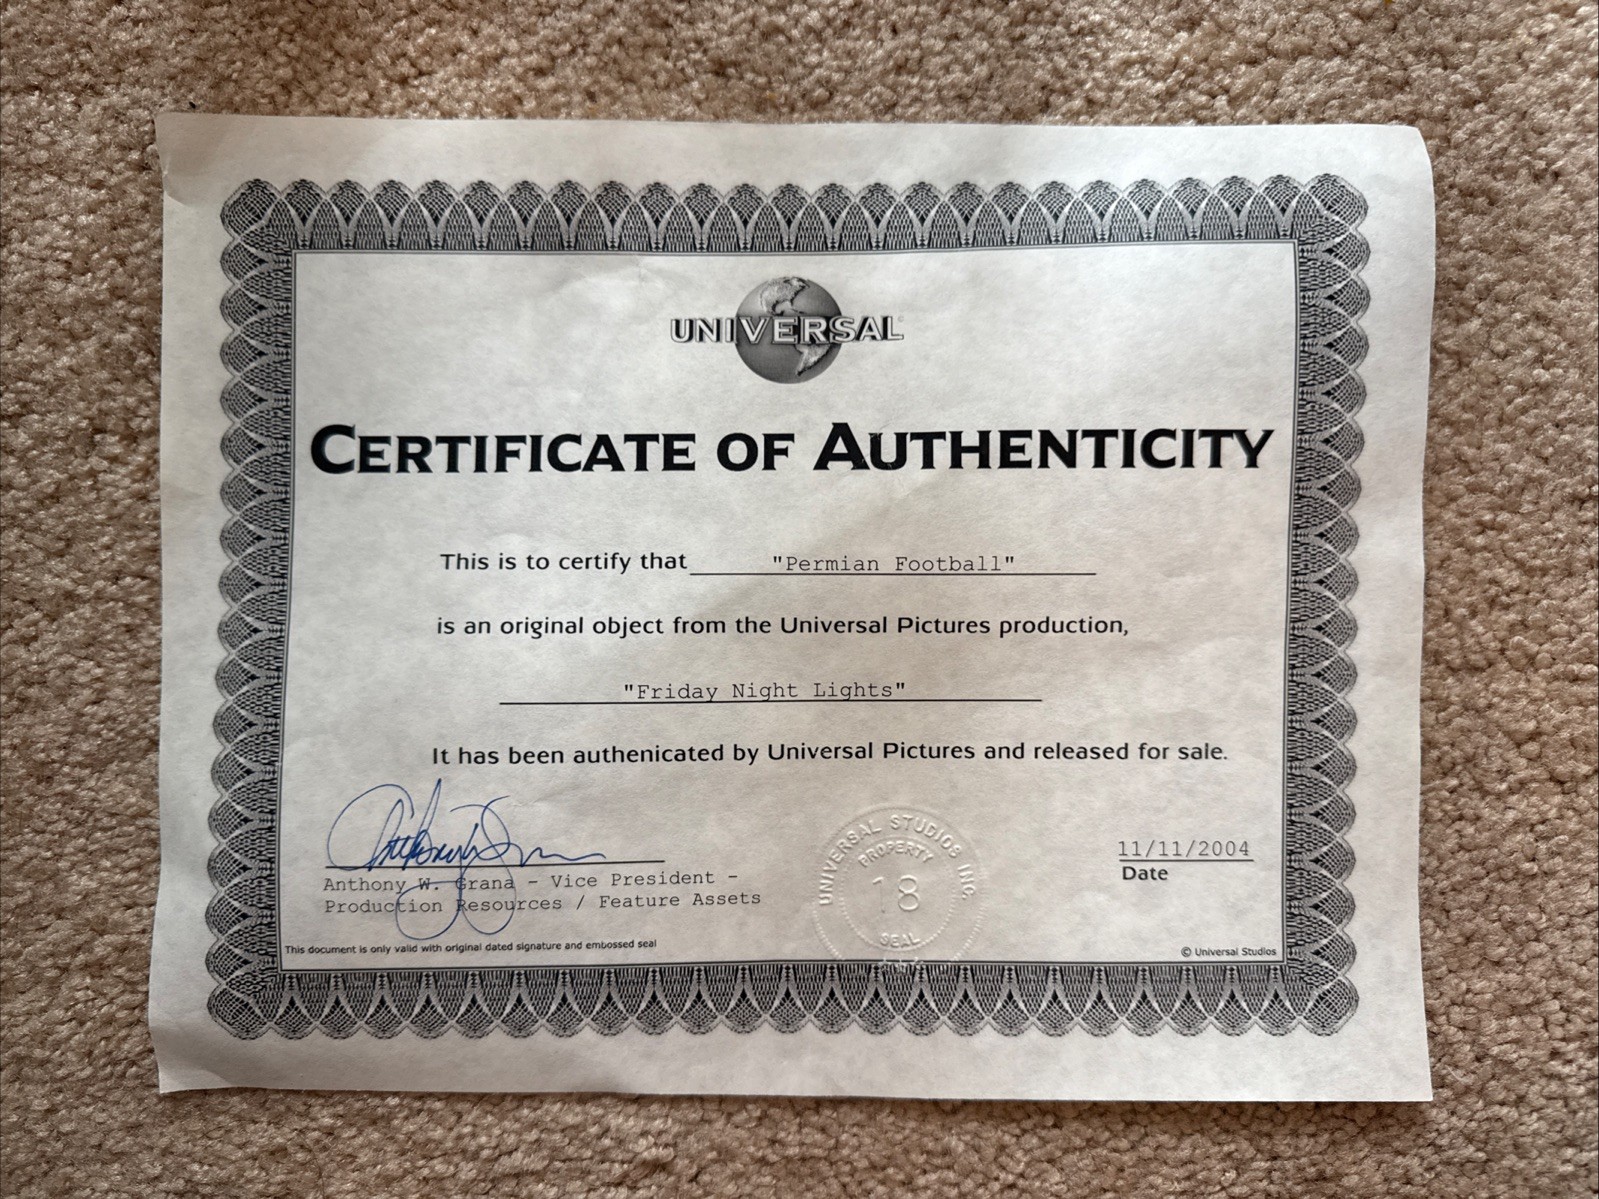 UNIVERSAL
CERTIFICATE OF AUTHENTICITY
This is to certify that "Permian Football"
is an original object from the Universal Pictures production,
"Friday Night Lights"
It has been authenicated by Universal Pictures and released for sale.
Anthony W. Grana - Vice President -
Production Resources / Feature Assets
This document is only valid with original dated signature and embossed seal
UNIVERSAL STUDIOS INC.
PROPERTY
18
SEAL
11/11/2004
Date
© Universal Studios